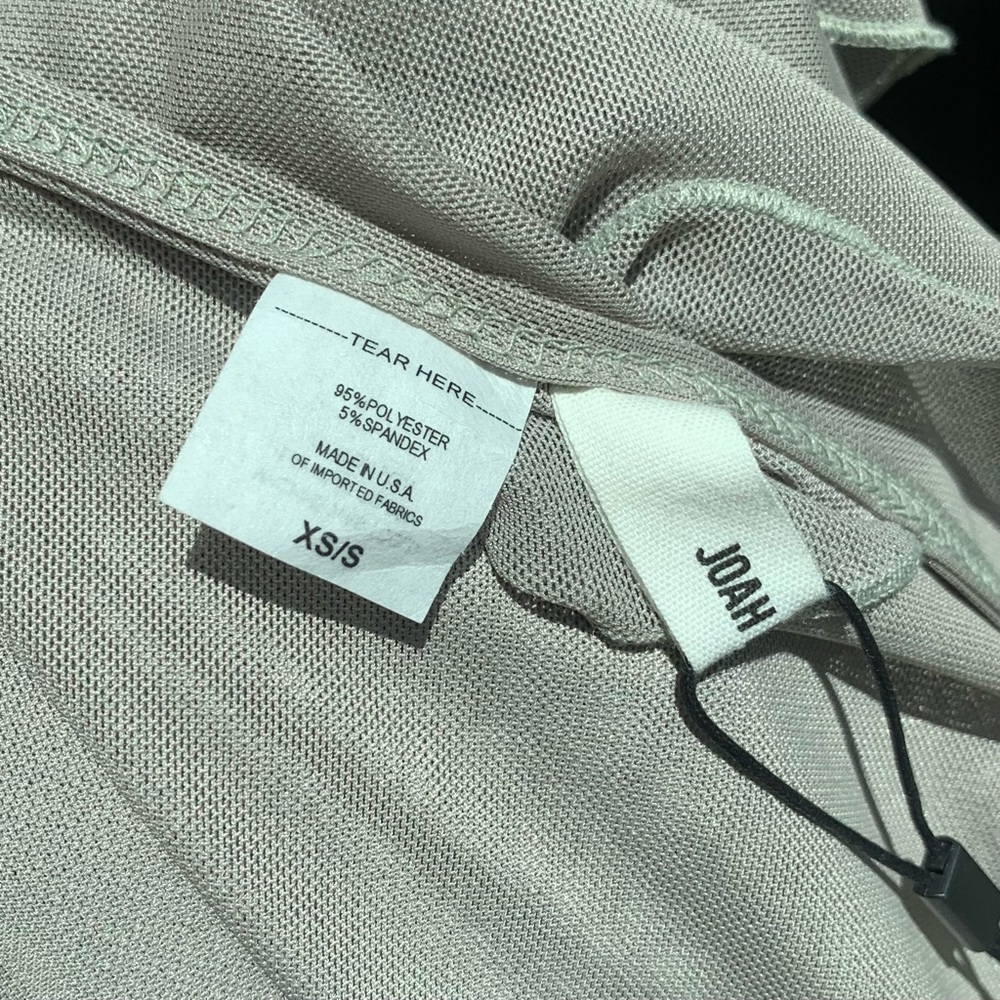 ----------TEAR HERE------
95%POLYESTER
5%SPANDEX
MADE IN U.S.A.
OF IMPORTED FABRICS
XS/S
JOAH